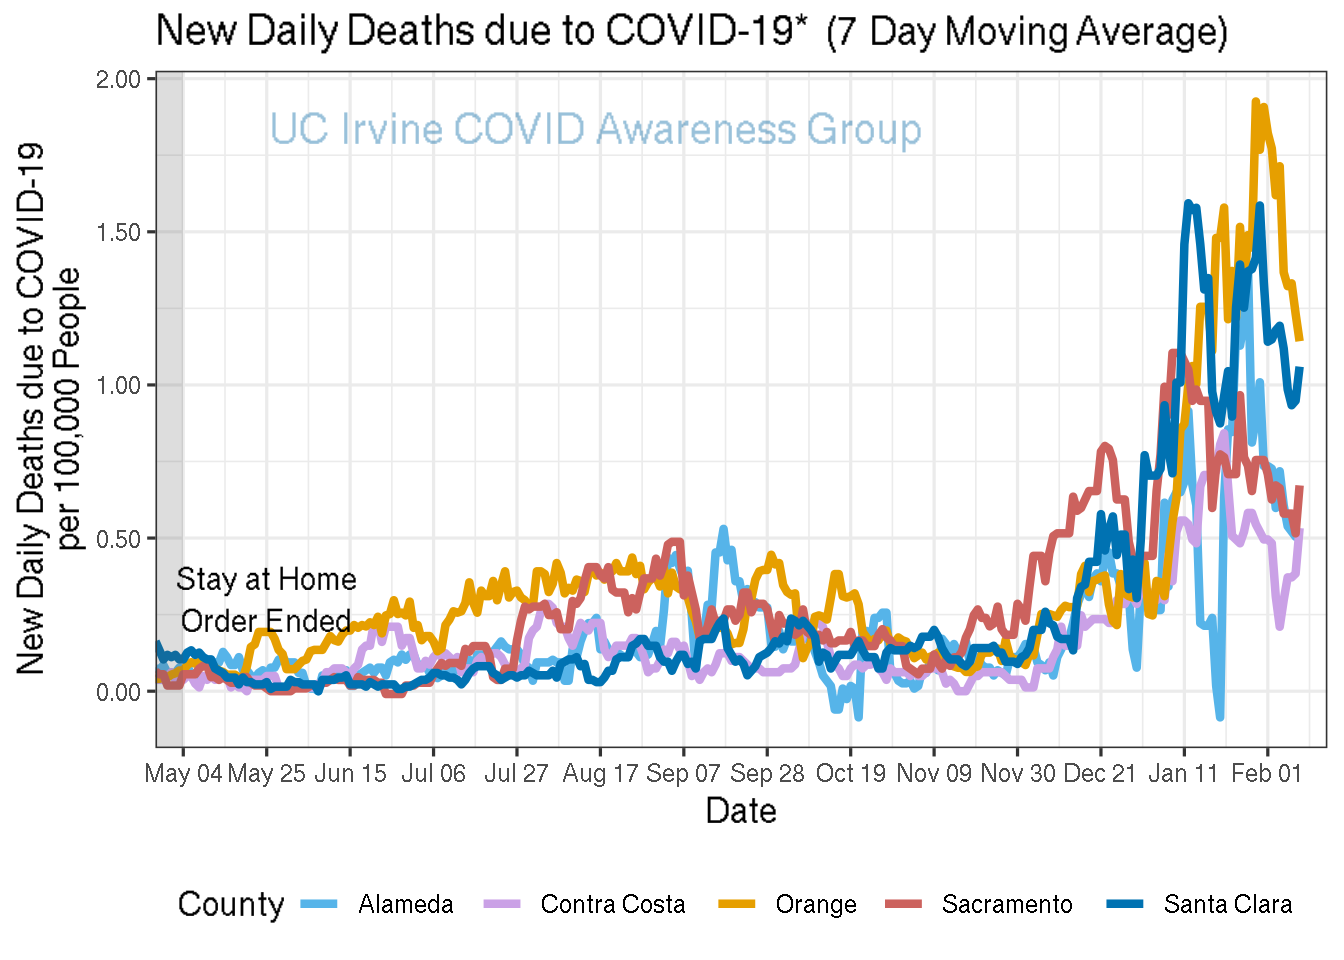 New Daily Deaths due to COVID-19* (7 Day Moving Average)
New Daily Deaths due to COVID-19
per 100,000 People
2.00
1.50
1.00
0.50
0.00
UC Irvine COVID Awareness Group
Stay at Home
Order Ended
May 04 May 25 Jun 15 Jul 06 Jul 27 Aug 17 Sep 07 Sep 28 Oct 19 Nov 09 Nov 30 Dec 21 Jan 11 Feb 01
Date
County Alameda Contra Costa Orange Sacramento Santa Clara